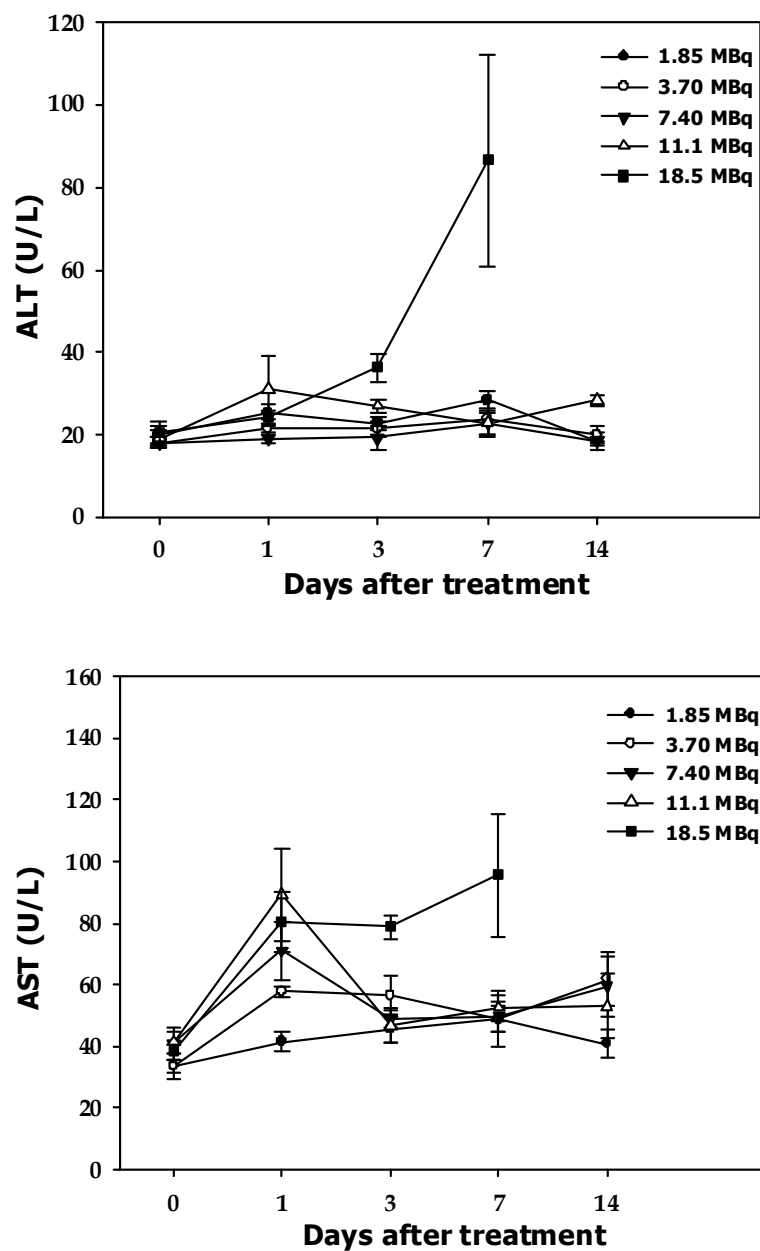 120
100
80
60
40
20
0
ALT (U/L)
1.85 MBq
3.70 MBq
7.40 MBq
11.1 MBq
18.5 MBq
0 1 3 7 14
Days after treatment
160
140
120
100
80
60
40
20
0
AST (U/L)
1.85 MBq
3.70 MBq
7.40 MBq
11.1 MBq
18.5 MBq
0 1 3 7 14
Days after treatment